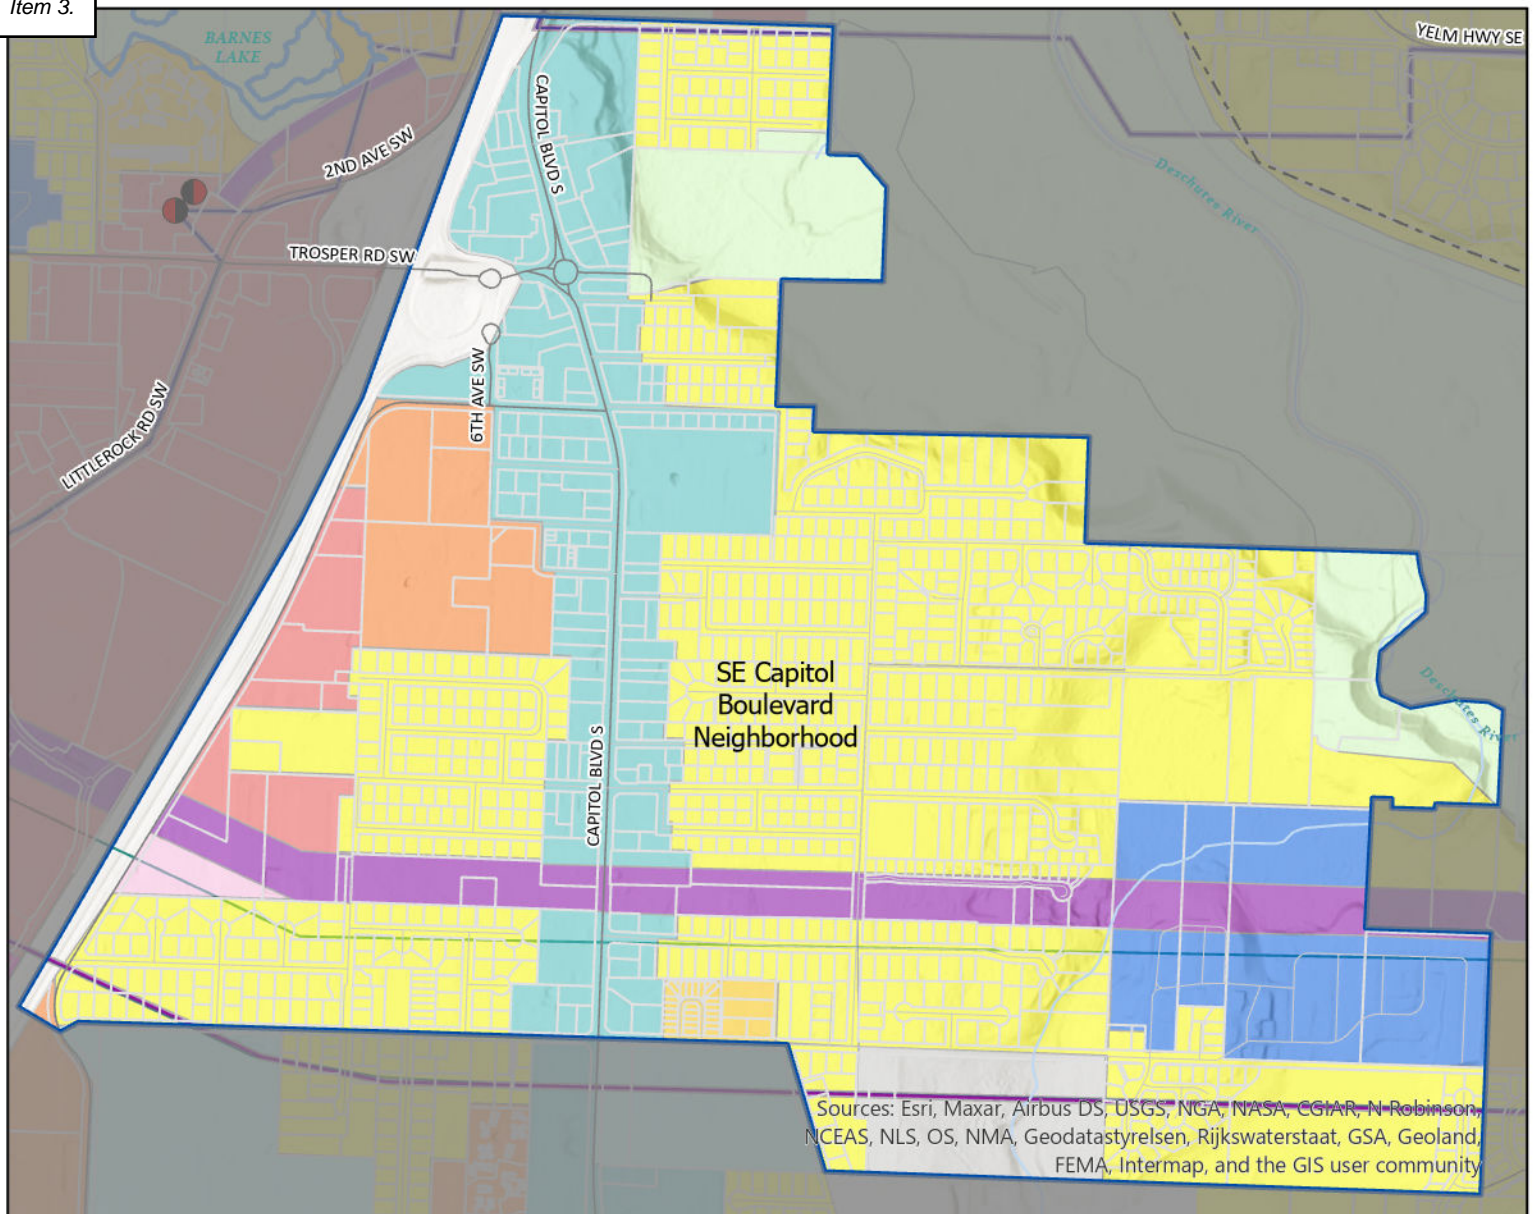 Item 3.
BARNES
LAKE
YELM HWY SE
CAPITOL BLVD S
2ND AVE SW
Deschutes River
TROSPER RD SW
6TH AVE SW
LITTLEROCK RD SW
SE Capitol
Boulevard
Neighborhood
Deschutes River
CAPITOL BLVD S
Sources: Esri, Maxar, Airbus DS, USGS, NGA, NASA, CGIAR, N Robinson,
NCEAS, NLS, OS, NMA, Geodatastyrelsen, Rijkswaterstaat, GSA, Geoland,
FEMA, Intermap, and the GIS user community